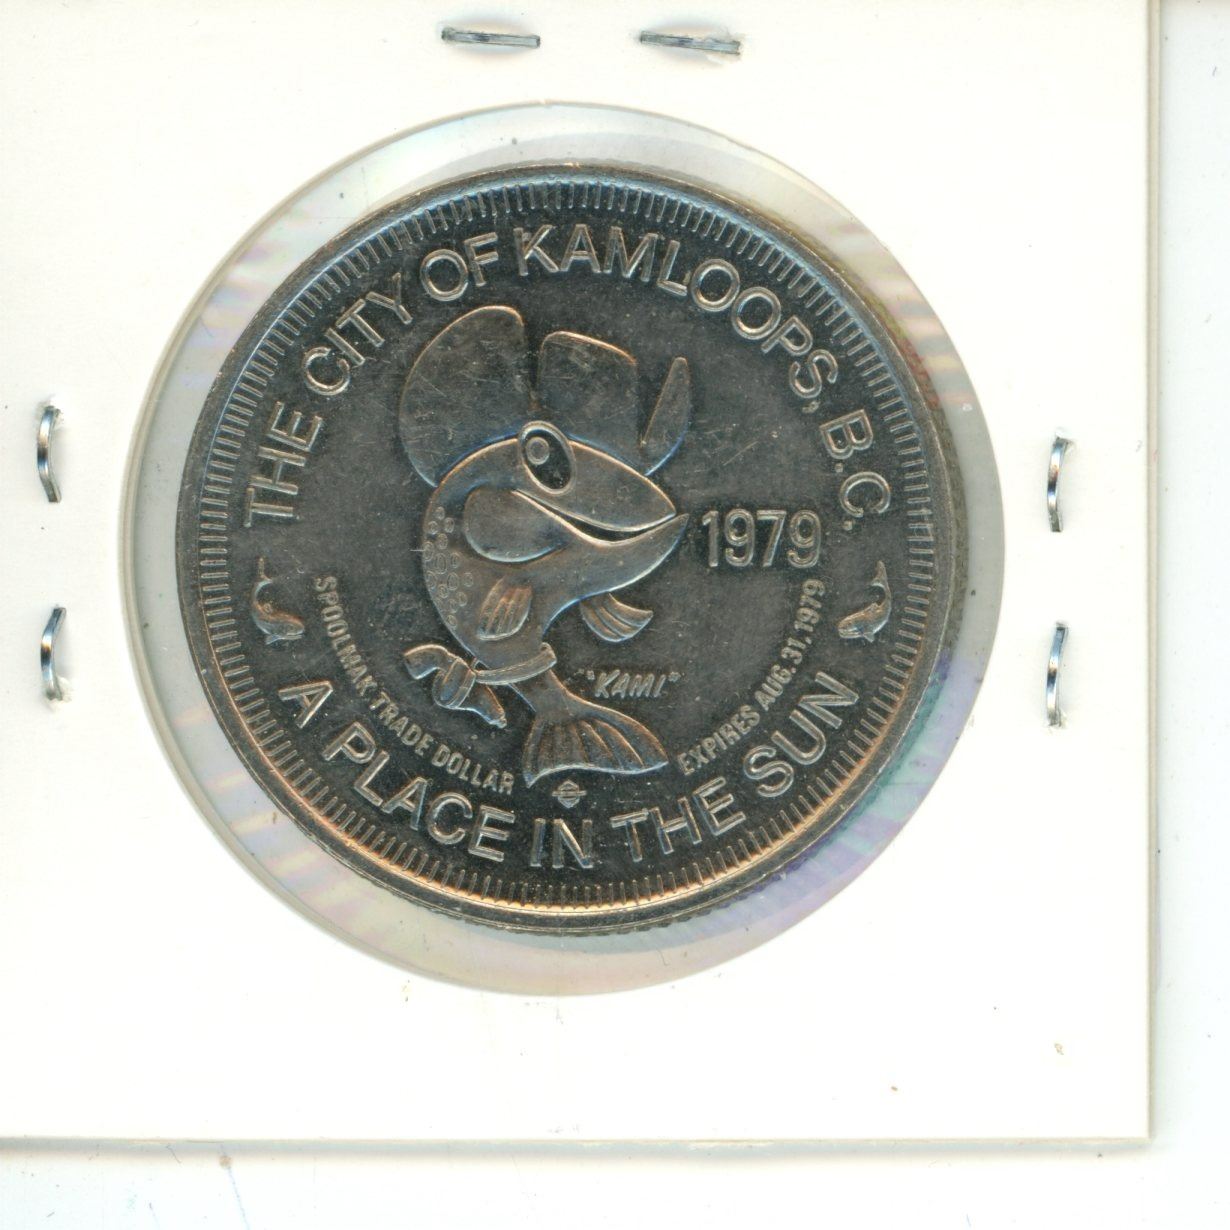 THE CITY OF KAMLOOPS, B.C.
1979
SPOOLMAK TRADE DOLLAR
"KAMI"
EXPIRES AUG. 31. 1979
A PLACE IN THE SUN